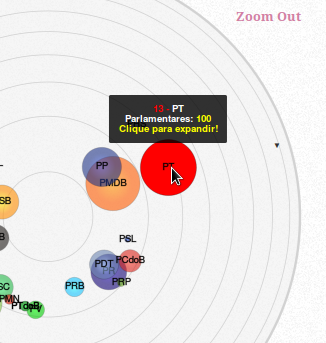 Zoom Out
13 - PT
Parlamentares: 100
Clique para expandir!
PP
PT
PMDB
SB
B
PSL
PDT
PCdoB
PR
PRP
PRB
SC
PMN
PTdoB
PV